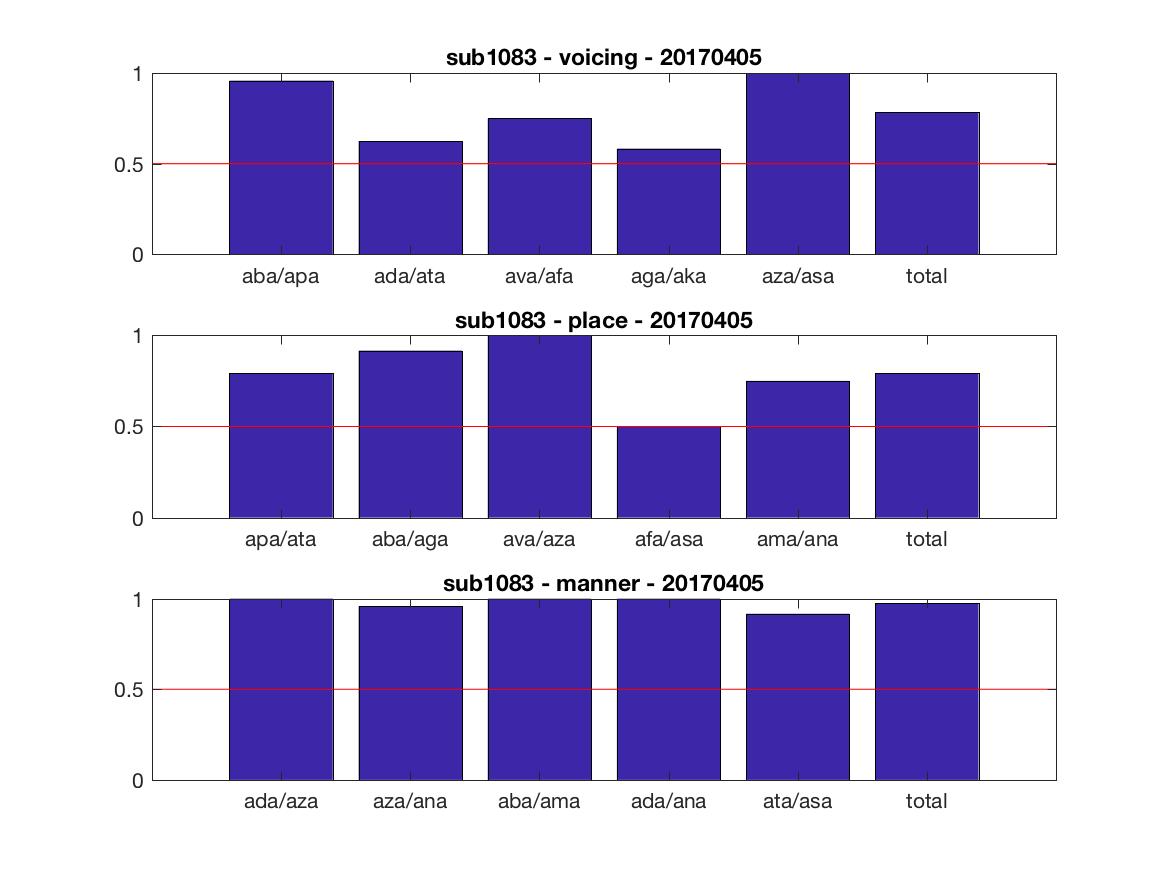 sub1083 - voicing - 20170405
1
0.5
0
aba/apa ada/ata ava/afa aga/aka aza/asa total
sub1083 - place - 20170405
1
0.5
0
apa/ata aba/aga ava/aza afa/asa ama/ana total
sub1083 - manner - 20170405
1
0.5
0
ada/aza aza/ana aba/ama ada/ana ata/asa total